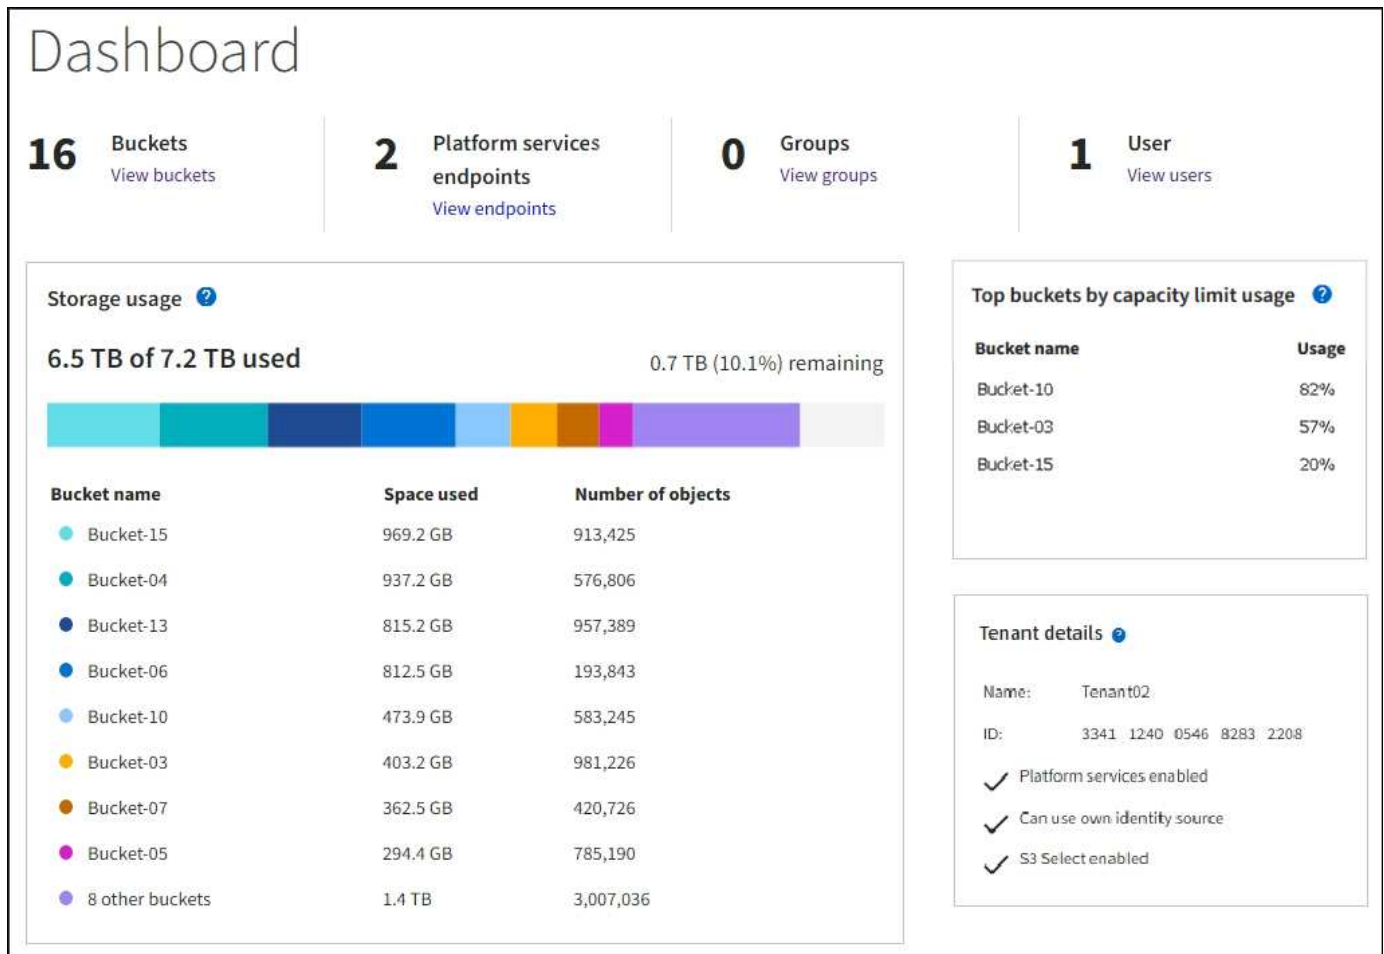 Dashboard
16 Buckets
View buckets
2 Platform services
endpoints
View endpoints
0 Groups
View groups
1 User
View users
Storage usage ?
6.5 TB of 7.2 TB used
0.7 TB (10.1%) remaining
Bucket name Space used Number of objects
Bucket-15 969.2 GB 913,425
Bucket-04 937.2 GB 576,806
Bucket-13 815.2 GB 957,389
Bucket-06 812.5 GB 193,843
Bucket-10 473.9 GB 583,245
Bucket-03 403.2 GB 981,226
Bucket-07 362.5 GB 420,726
Bucket-05 294.4 GB 785,190
8 other buckets 1.4 TB 3,007,036
Top buckets by capacity limit usage ?
Bucket name Usage
Bucket-10 82%
Bucket-03 57%
Bucket-15 20%
Tenant details ?
Name: Tenant02
ID: 3341 1240 0546 8283 2208
Platform services enabled
Can use own identity source
S3 Select enabled